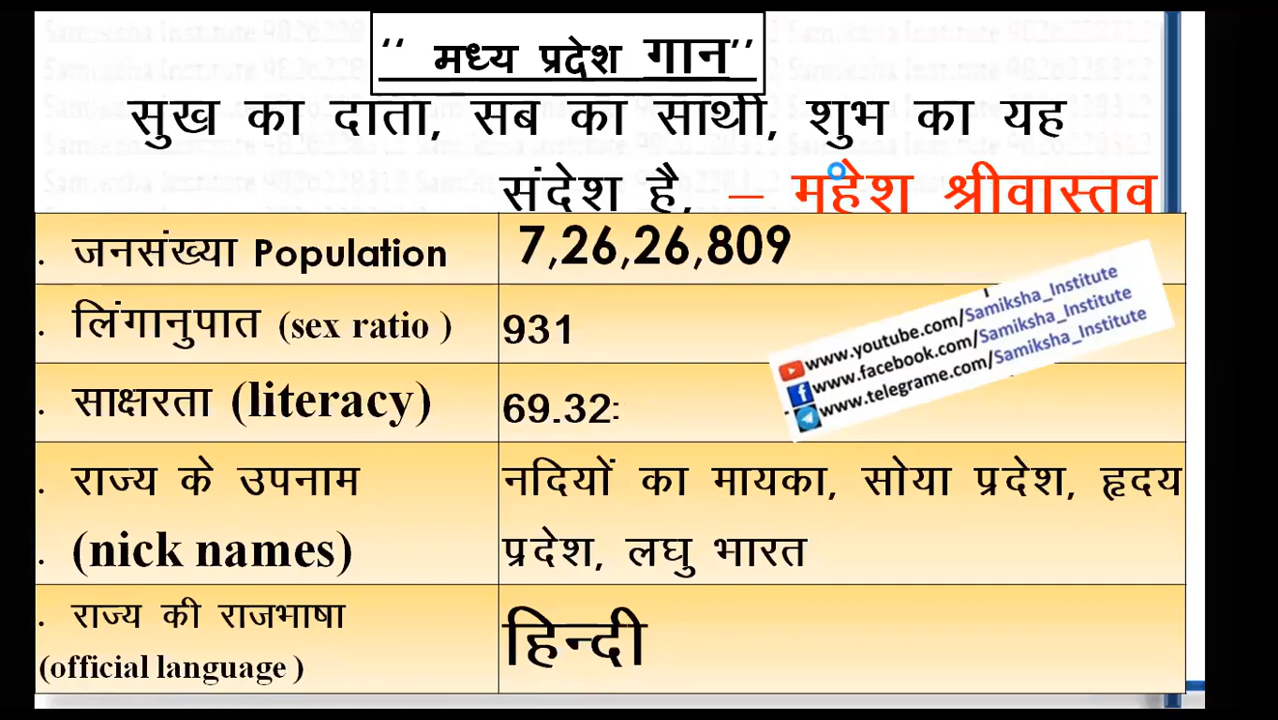 ‘‘ मध्य प्रदेश गान’’
सुख का दाता, सब का साथी, शुभ का यह
संदेश है, – महेश श्रीवास्तव
. जनसंख्या Population 7,26,26,809
. लिंगानुपात (sex ratio ) 931
. साक्षरता (literacy) 69.32:
. राज्य के उपनाम नदियों का मायका, सोया प्रदेश, हृदय
. (nick names) प्रदेश, लघु भारत
. राज्य की राजभाषा हिन्दी
(official language )
www.youtube.com/Samiksha_Institute
www.facebook.com/Samiksha_Institute
www.telegrame.com/Samiksha_Institute